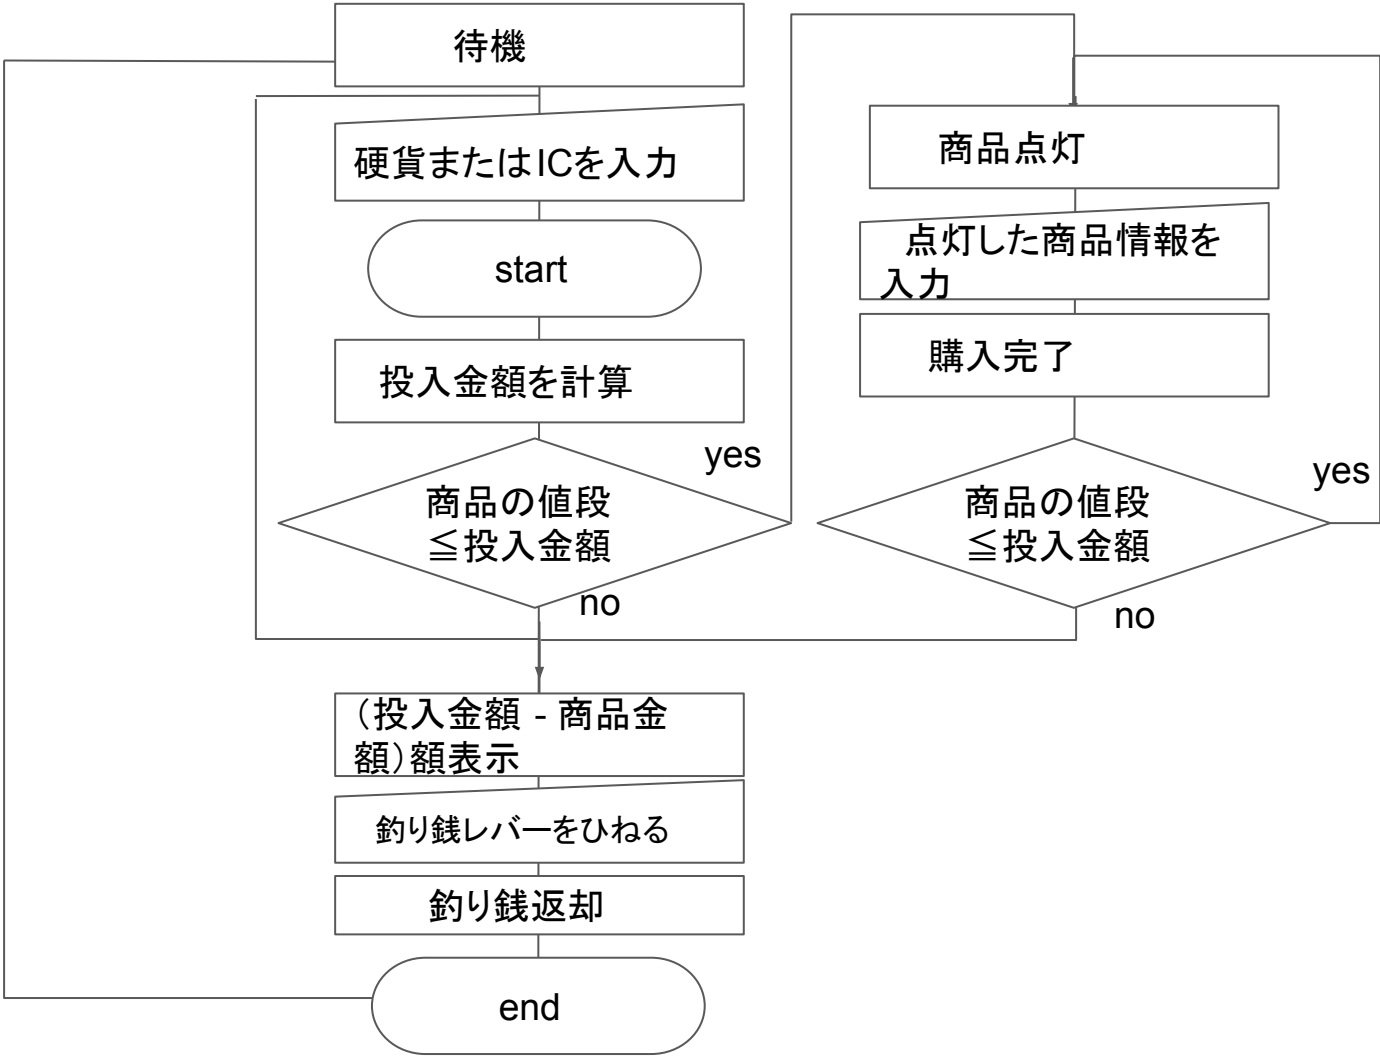 待機
硬貨またはICを入力
start
投入金額を計算
yes
商品の値段
≦投入金額
no
(投入金額 - 商品金
額)額表示
釣り銭レバーをひねる
釣り銭返却
end
商品点灯
点灯した商品情報を
入力
購入完了
yes
商品の値段
≦投入金額
no